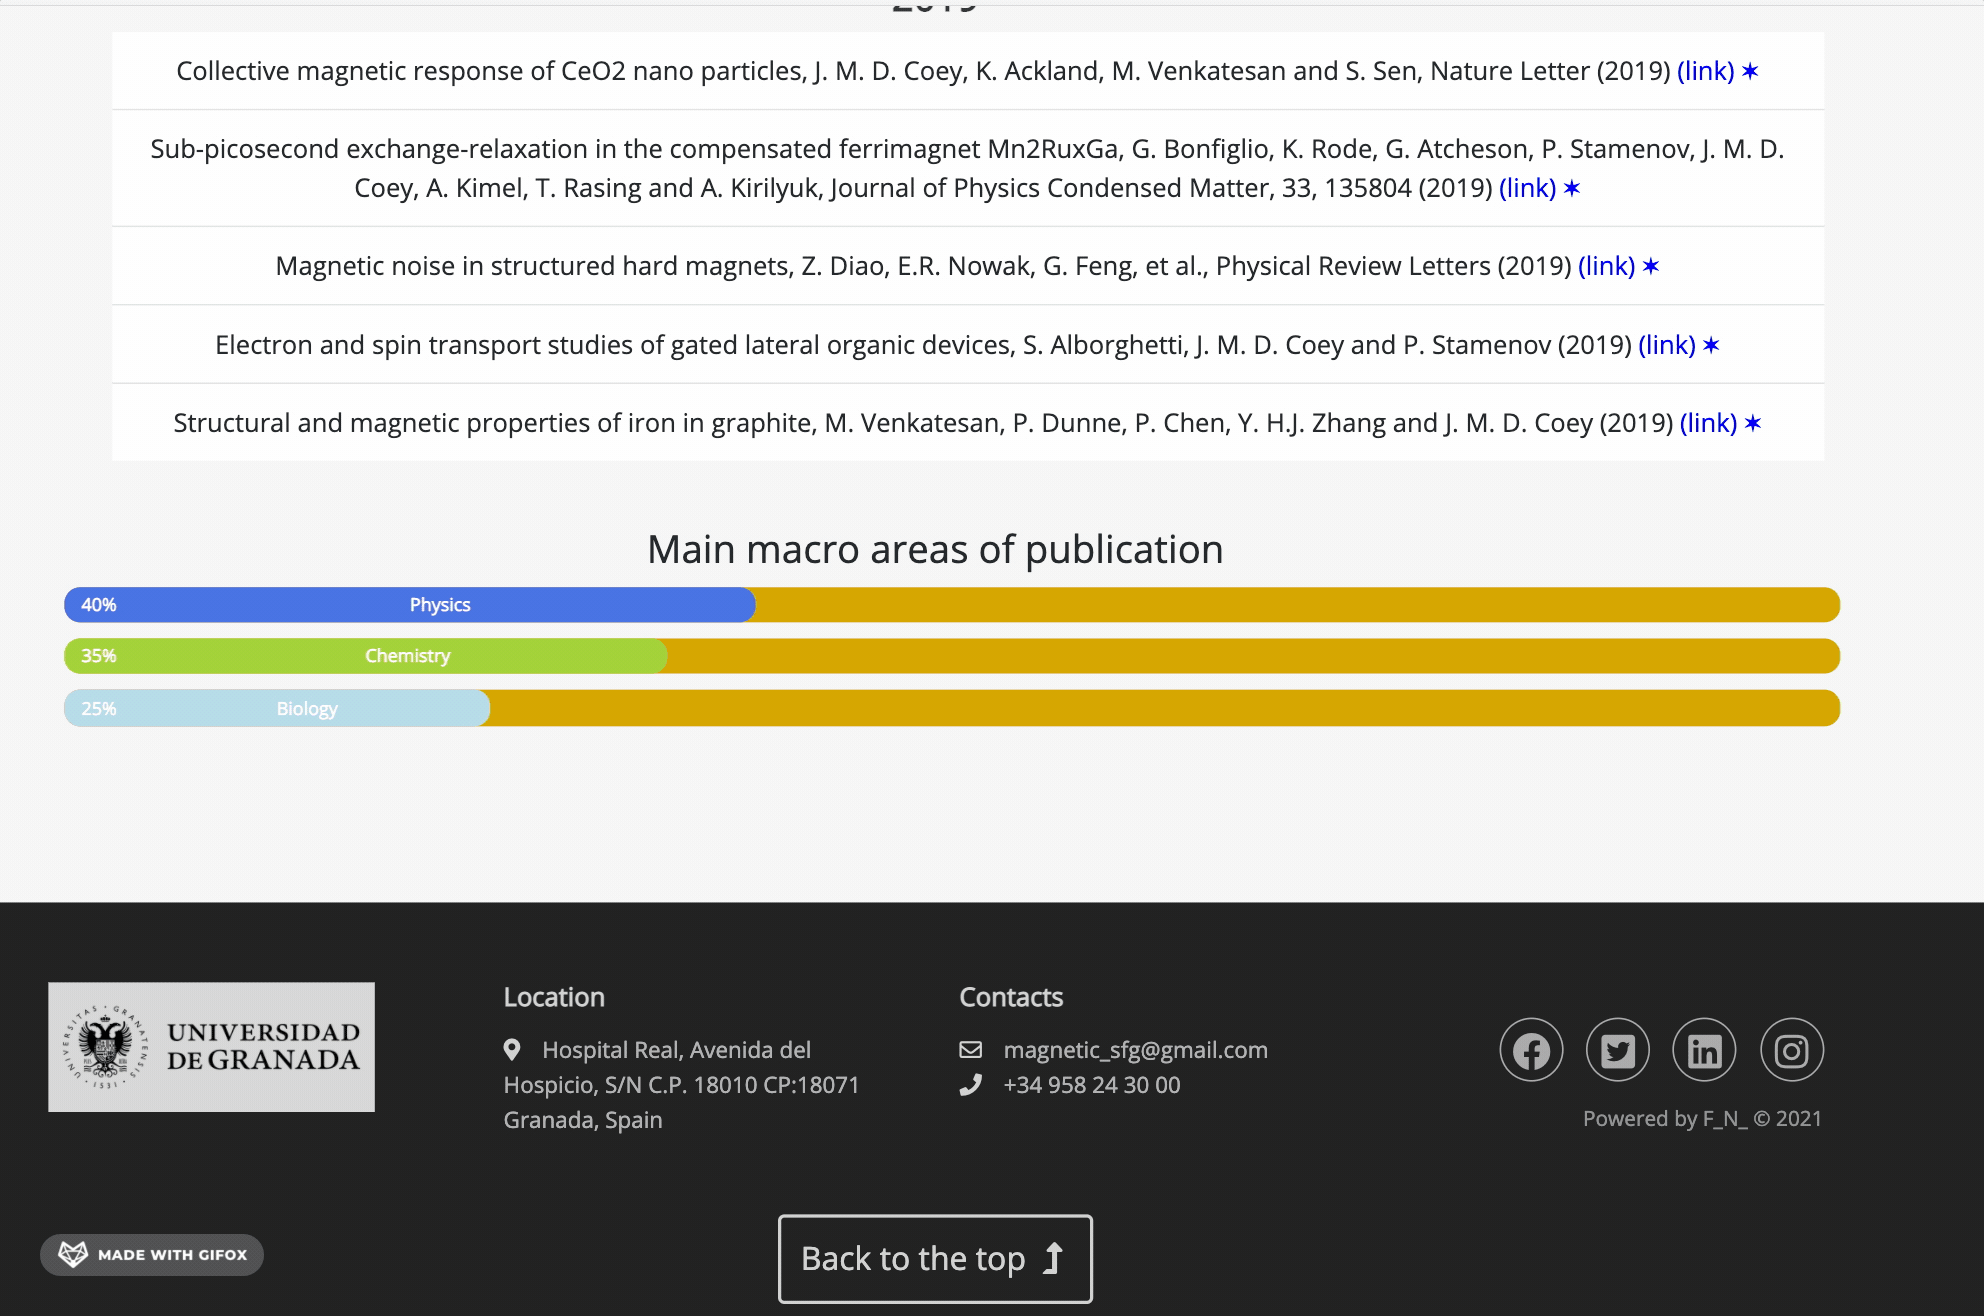 2019
Collective magnetic response of CeO2 nano particles, J. M. D. Coey, K. Ackland, M. Venkatesan and S. Sen, Nature Letter (2019) (link) ✶
Sub-picosecond exchange-relaxation in the compensated ferrimagnet Mn2RuxGa, G. Bonfiglio, K. Rode, G. Atcheson, P. Stamenov, J. M. D.
Coey, A. Kimel, T. Rasing and A. Kirilyuk, Journal of Physics Condensed Matter, 33, 135804 (2019) (link) ✶
Magnetic noise in structured hard magnets, Z. Diao, E.R. Nowak, G. Feng, et al., Physical Review Letters (2019) (link) ✶
Electron and spin transport studies of gated lateral organic devices, S. Alborghetti, J. M. D. Coey and P. Stamenov (2019) (link) ✶
Structural and magnetic properties of iron in graphite, M. Venkatesan, P. Dunne, P. Chen, Y. H.J. Zhang and J. M. D. Coey (2019) (link) ✶
Main macro areas of publication
40% Physics
35% Chemistry
25% Biology
UNIVERSITAS · GRANATENSIS · 1531
UNIVERSIDAD
DE GRANADA
Location
Hospital Real, Avenida del
Hospicio, S/N C.P. 18010 CP:18071
Granada, Spain
Contacts
magnetic_sfg@gmail.com
+34 958 24 30 00
Powered by F_N_ © 2021
MADE WITH GIFOX
Back to the top